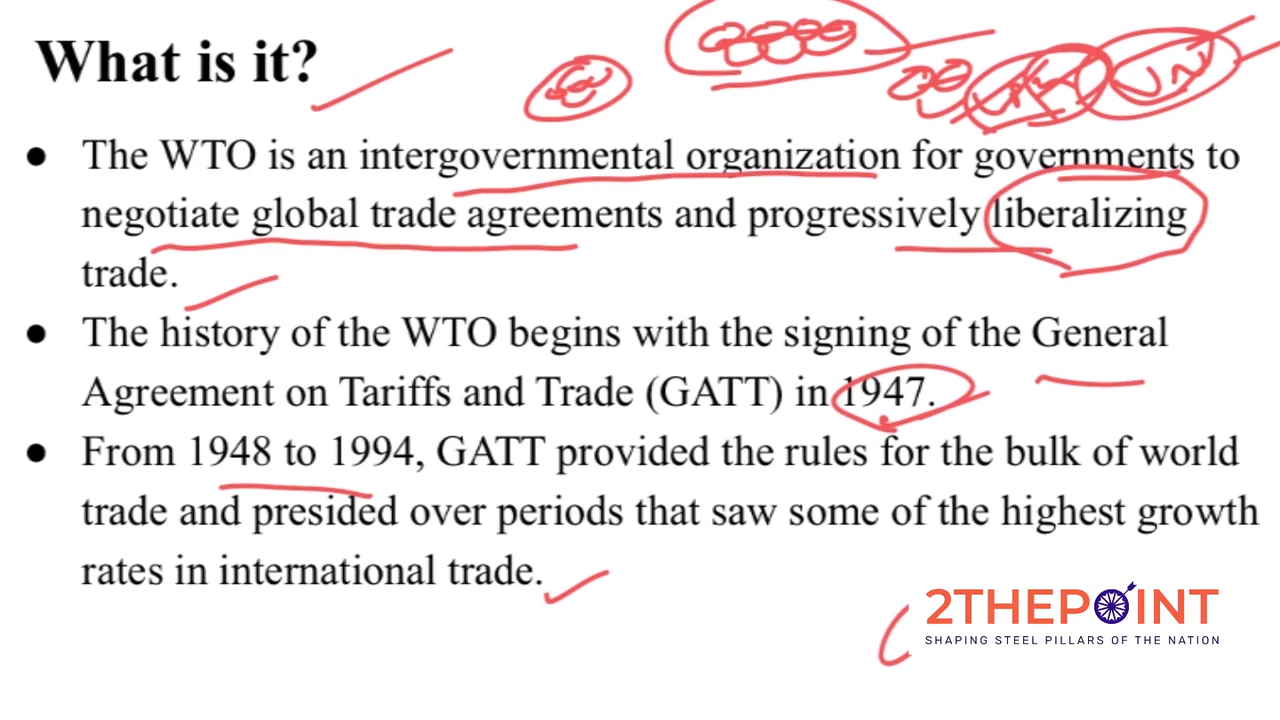 What is it?
UN
● The WTO is an intergovernmental organization for governments to
negotiate global trade agreements and progressively liberalizing
trade.
● The history of the WTO begins with the signing of the General
Agreement on Tariffs and Trade (GATT) in 1947.
● From 1948 to 1994, GATT provided the rules for the bulk of world
trade and presided over periods that saw some of the highest growth
rates in international trade.
2THEPOINT
SHAPING STEEL PILLARS OF THE NATION